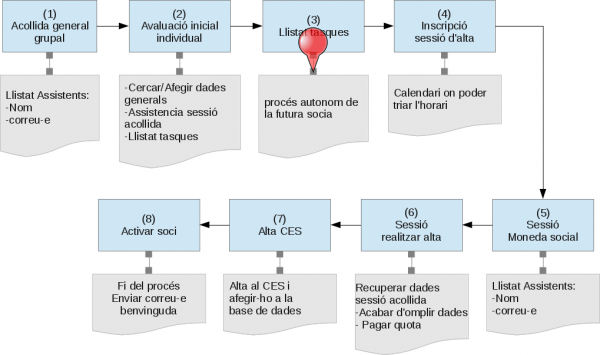 (1)
Acollida general
grupal
(2)
Avaluació inicial
individual
(3)
Llistat tasques
(4)
Inscripció
sessió d'alta
Llistat Assistents:
-Nom
-correu-e
-Cercar/Afegir dades
generals
-Assistencia sessió
acollida
-Llistat tasques
procés autonom de
la futura socia
Calendari on poder
triar l'horari
(8)
Activar soci
(7)
Alta CES
(6)
Sessió
realitzar alta
(5)
Sessió
Moneda social
Fi del procés
Enviar correu-e
benvinguda
Alta al CES i
afegir-ho a la
base de dades
Recuperar dades
sessió acollida
-Acabar d'omplir dades
- Pagar quota
Llistat Assistents:
-Nom
-correu-e